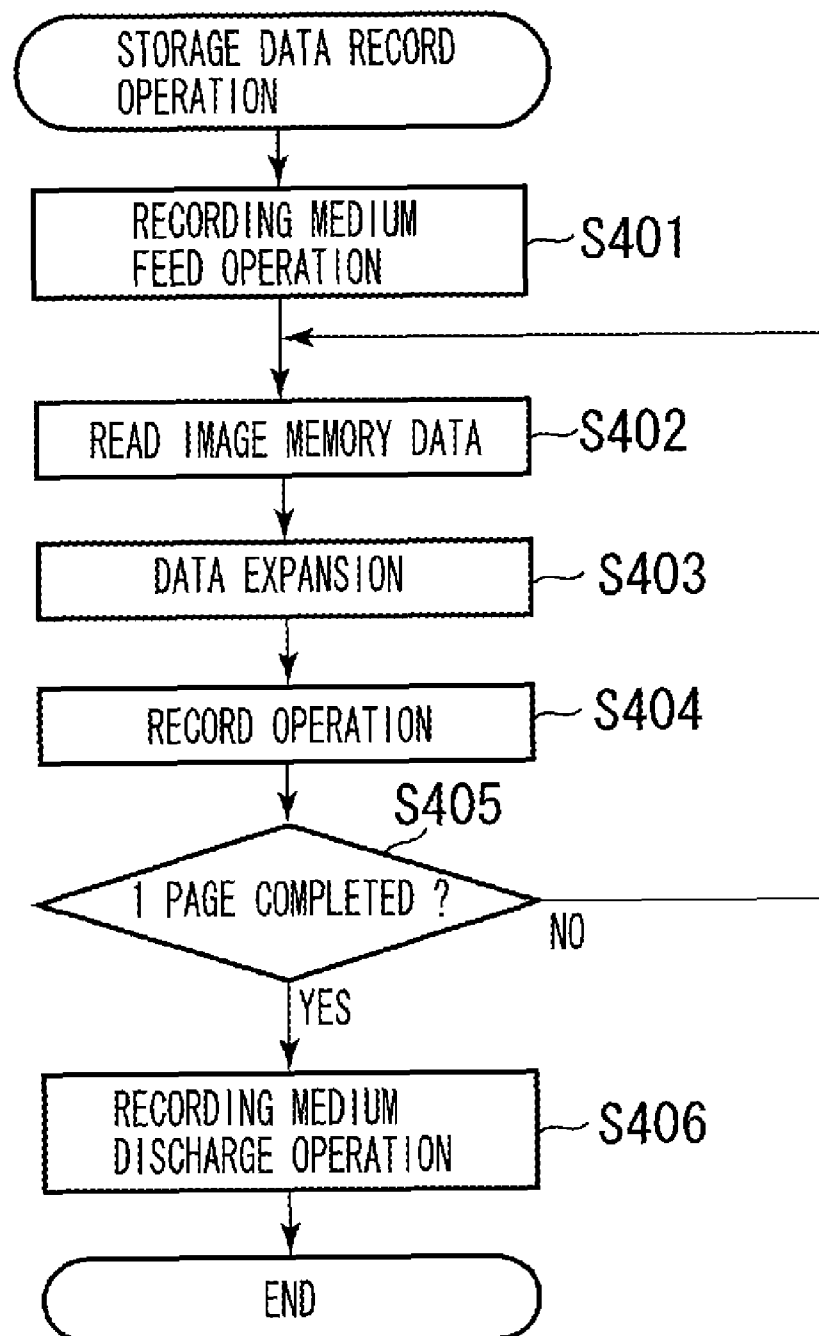 STORAGE DATA RECORD
OPERATION
RECORDING MEDIUM
FEED OPERATION
S401
READ IMAGE MEMORY DATA
S402
DATA EXPANSION
S403
RECORD OPERATION
S404
S405
1 PAGE COMPLETED ?
NO
YES
RECORDING MEDIUM
DISCHARGE OPERATION
S406
END